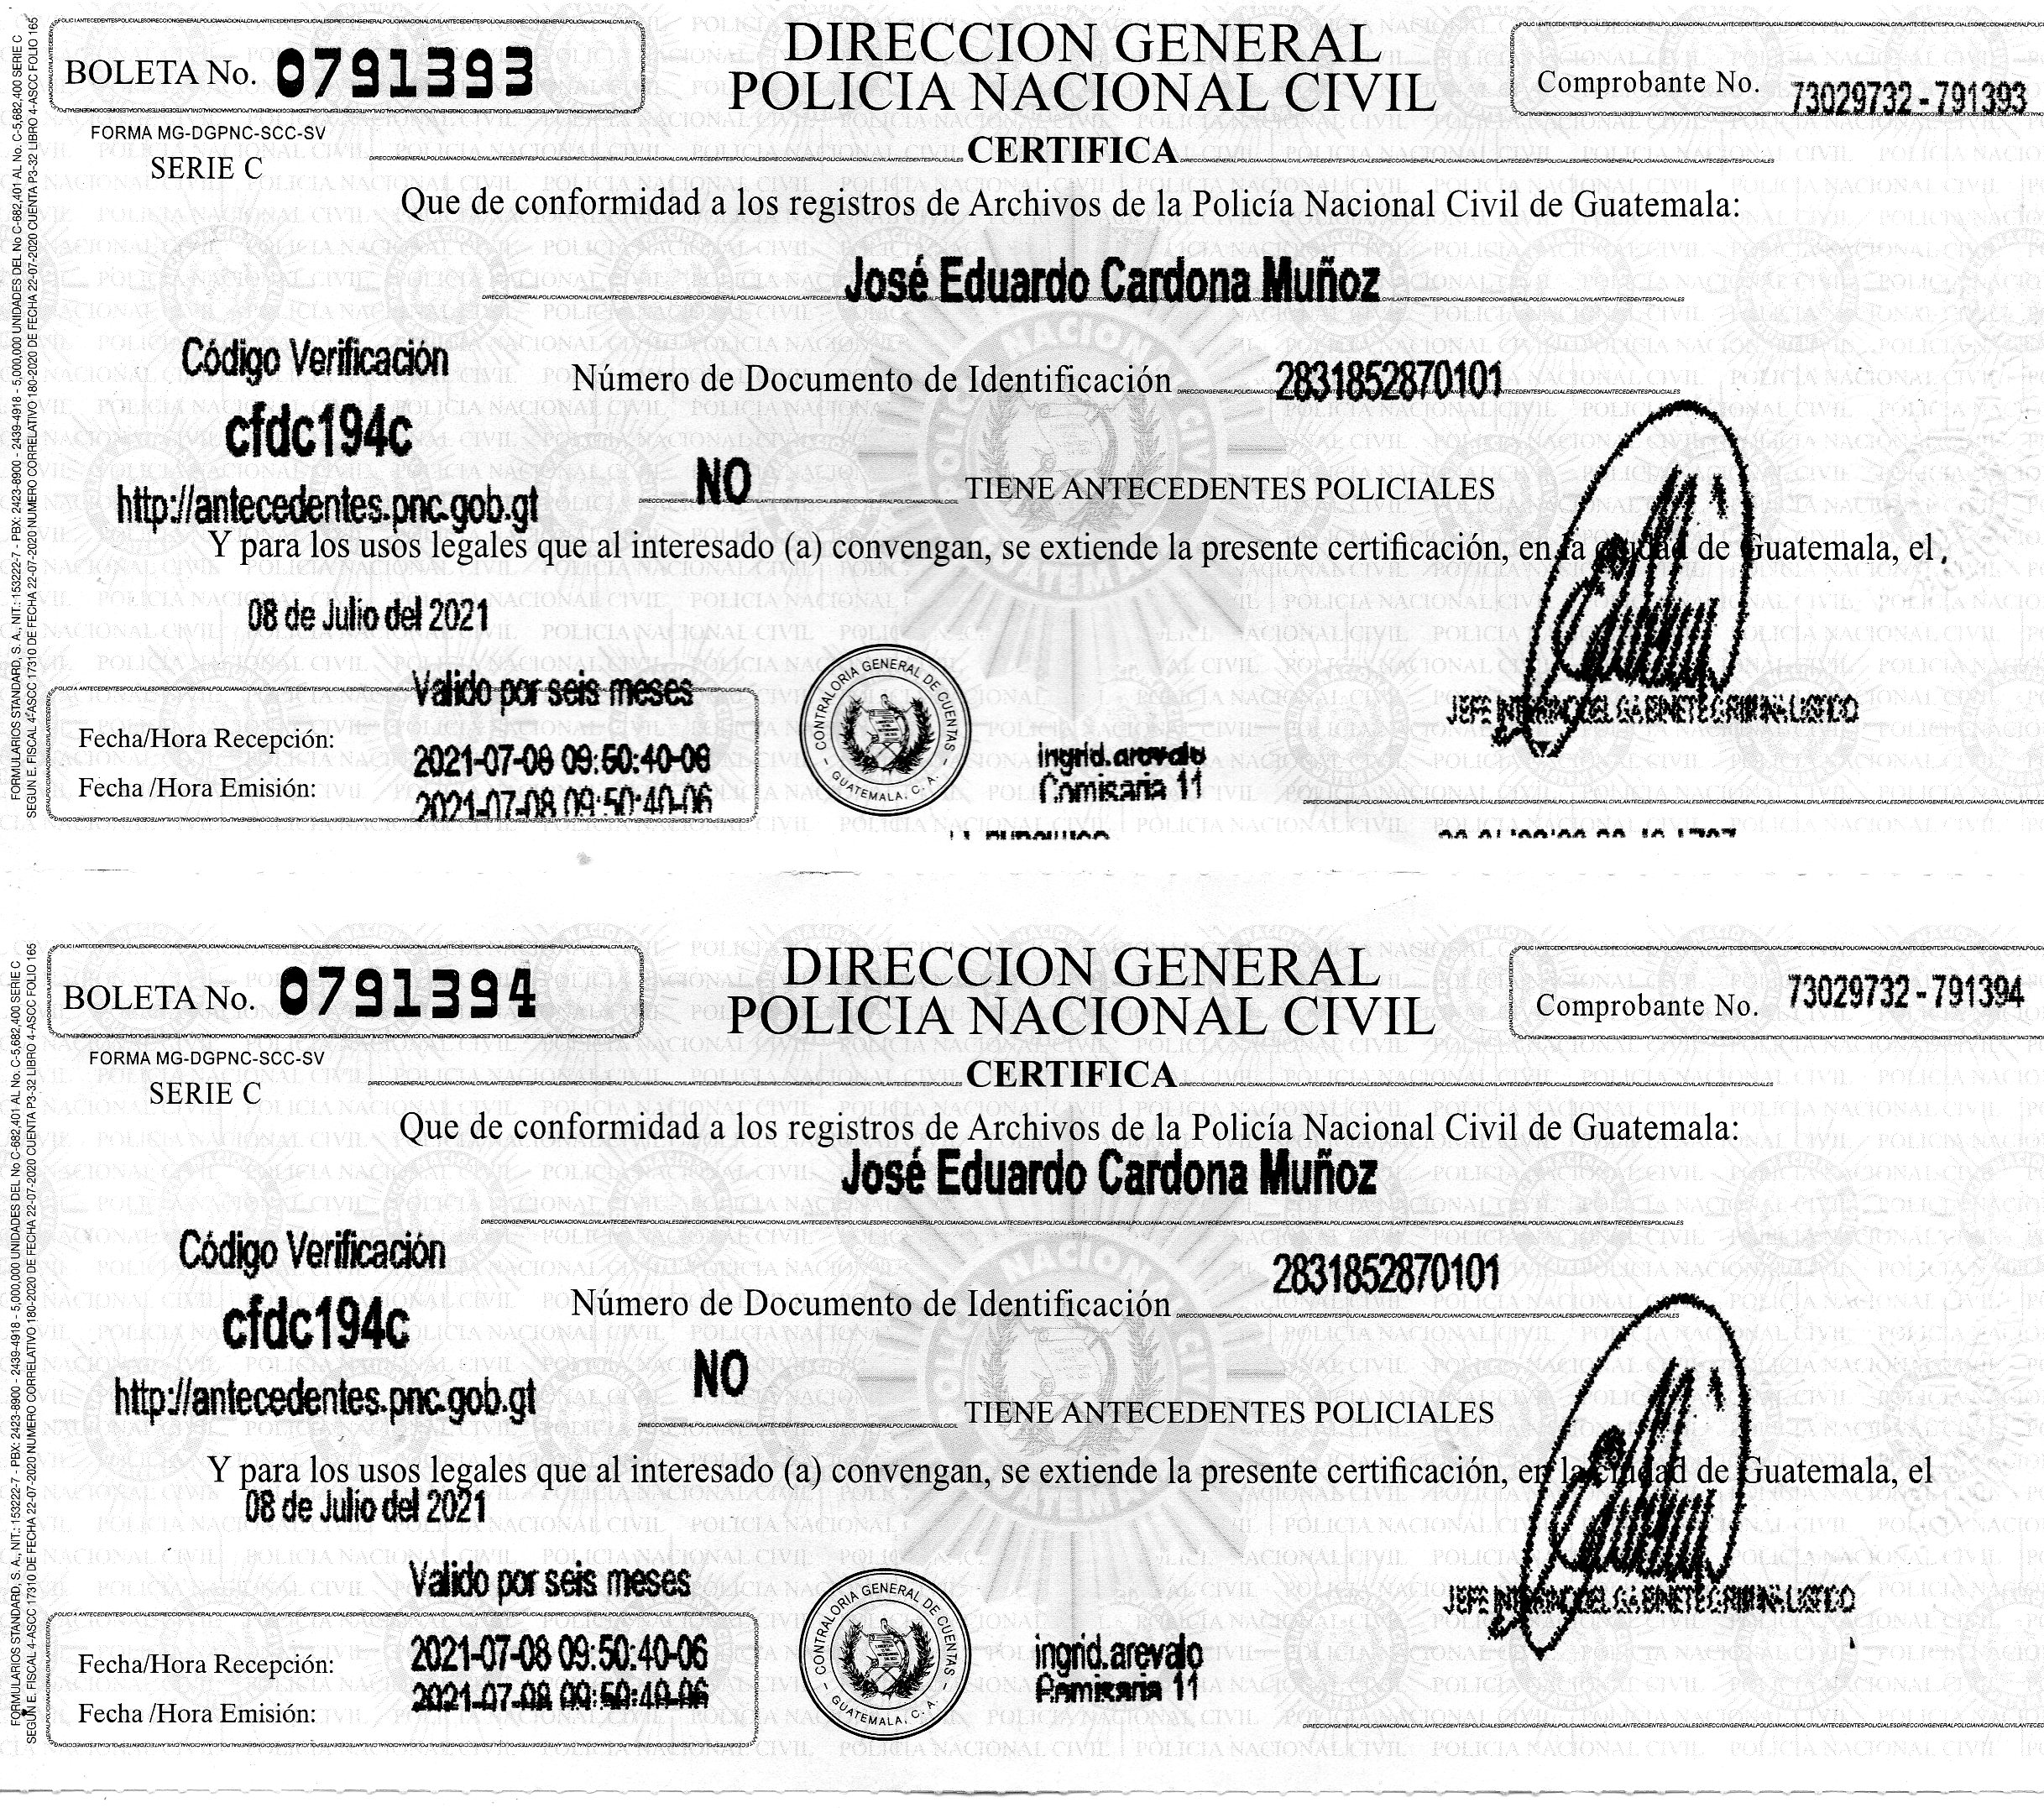 FORMULARIOS STANDARD, S. A., NIT.: 153222-7 - PBX: 2423-8900 - 2439-4918 - 5,000,000 UNIDADES DEL No C-682,401 AL No. C-5,682,400 SERIE C
SEGUN E. FISCAL 4-ASCC 17310 DE FECHA 22-07-2020 NUMERO CORRELATIVO 180-2020 DE FECHA 22-07-2020 CUENTA P3-32 LIBRO 4-ASCC FOLIO 165
BOLETA No. 0791393
DIRECCION GENERAL
POLICIA NACIONAL CIVIL
Comprobante No. 73029732 - 791393
FORMA MG-DGPNC-SCC-SV
SERIE C
CERTIFICA
Que de conformidad a los registros de Archivos de la Policía Nacional Civil de Guatemala:
José Eduardo Cardona Muñoz
Código Verificación
Número de Documento de Identificación 2831852870101
cfdc194c
NO TIENE ANTECEDENTES POLICIALES
http://antecedentes.pnc.gob.gt
Y para los usos legales que al interesado (a) convengan, se extiende la presente certificación, en la ciudad de Guatemala, el
08 de Julio del 2021
Valido por seis meses
JEFE INTERINO DEL GABINETE CRIMINALISTICO
Fecha/Hora Recepción: 2021-07-08 09:50:40-06
Fecha /Hora Emisión: 2021-07-08 09:50:40-06
CONTRALORIA GENERAL DE CUENTAS
GUATEMALA, C. A.
ingrid.arevalo
Comisaria 11
FORMULARIOS STANDARD, S. A., NIT.: 153222-7 - PBX: 2423-8900 - 2439-4918 - 5,000,000 UNIDADES DEL No C-682,401 AL No. C-5,682,400 SERIE C
SEGUN E. FISCAL 4-ASCC 17310 DE FECHA 22-07-2020 NUMERO CORRELATIVO 180-2020 DE FECHA 22-07-2020 CUENTA P3-32 LIBRO 4-ASCC FOLIO 165
BOLETA No. 0791394
DIRECCION GENERAL
POLICIA NACIONAL CIVIL
Comprobante No. 73029732 - 791394
FORMA MG-DGPNC-SCC-SV
SERIE C
CERTIFICA
Que de conformidad a los registros de Archivos de la Policía Nacional Civil de Guatemala:
José Eduardo Cardona Muñoz
Código Verificación
Número de Documento de Identificación 2831852870101
cfdc194c
NO TIENE ANTECEDENTES POLICIALES
http://antecedentes.pnc.gob.gt
Y para los usos legales que al interesado (a) convengan, se extiende la presente certificación, en la ciudad de Guatemala, el
08 de Julio del 2021
Valido por seis meses
JEFE INTERINO DEL GABINETE CRIMINALISTICO
Fecha/Hora Recepción: 2021-07-08 09:50:40-06
Fecha /Hora Emisión: 2021-07-08 09:50:40-06
CONTRALORIA GENERAL DE CUENTAS
GUATEMALA, C. A.
ingrid.arevalo
Comisaria 11